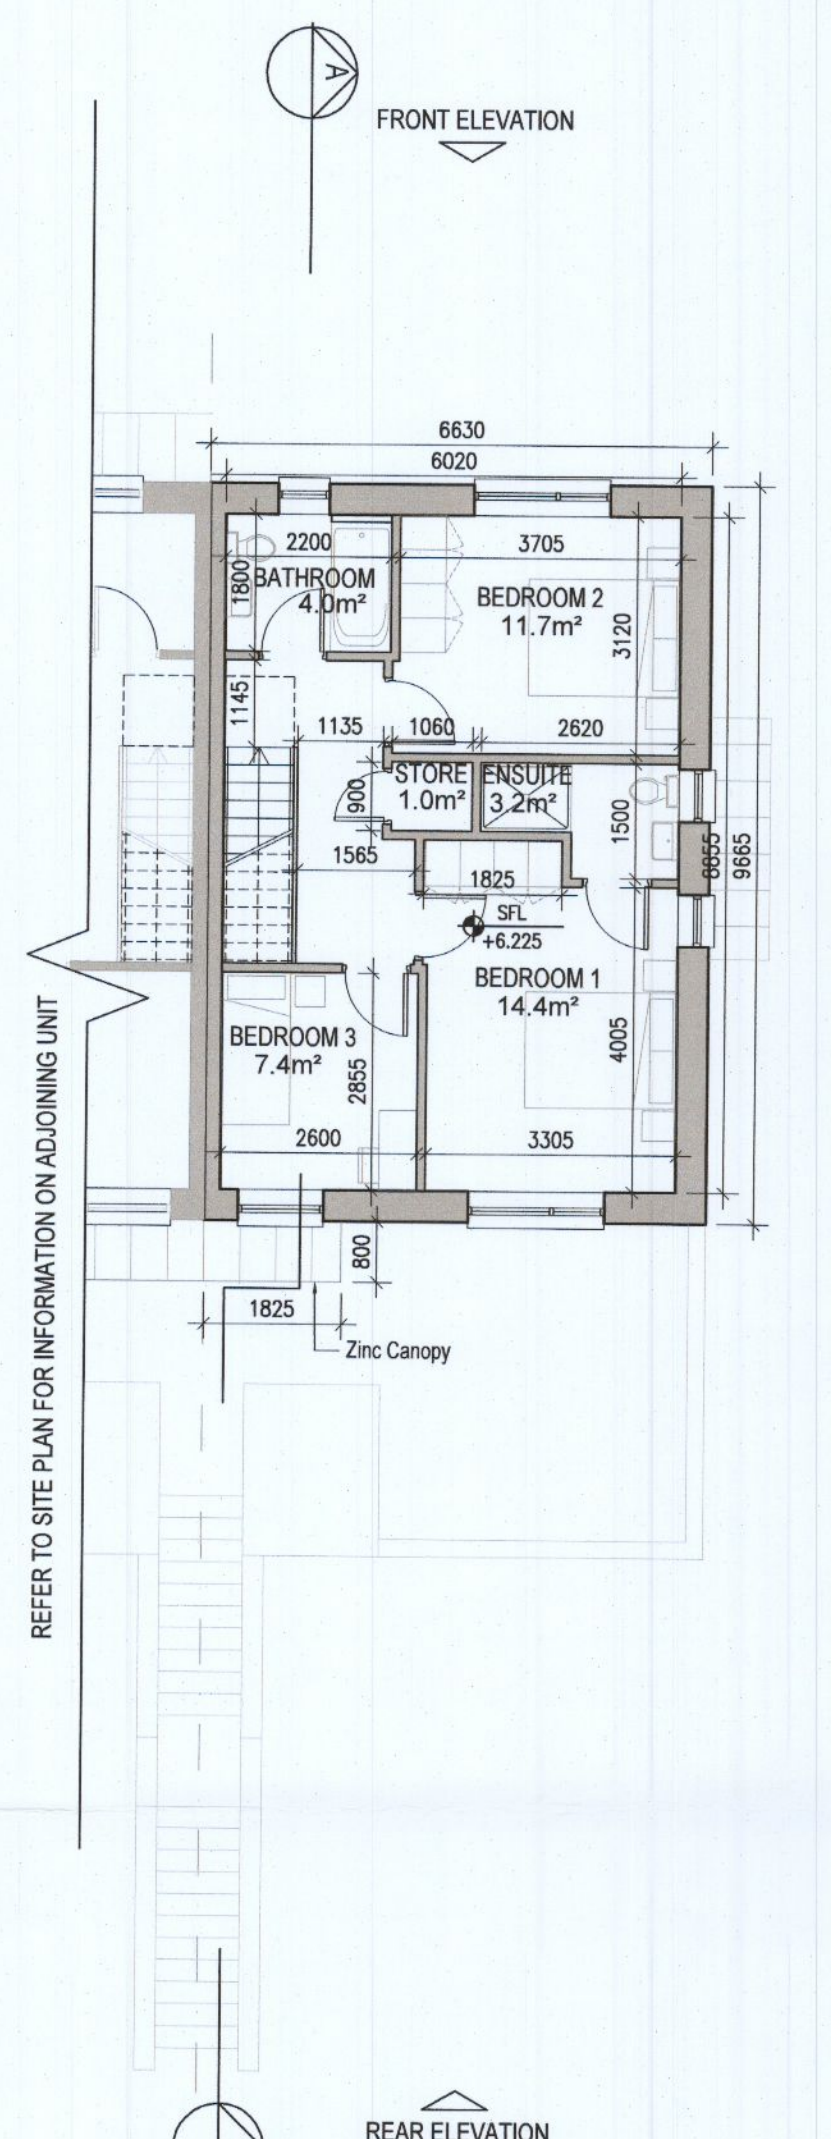 A
FRONT ELEVATION
6630
6020
2200
3705
1800
BATHROOM
4.0m²
BEDROOM 2
11.7m²
3120
1145
1135
1060
2620
STORE
1.0m²
ENSUITE
3.2m²
900
1500
9665
1565
1825
SFL
+6.225
BEDROOM 1
14.4m²
4005
BEDROOM 3
7.4m²
2855
2600
3305
800
1825
Zinc Canopy
REFER TO SITE PLAN FOR INFORMATION ON ADJOINING UNIT
REAR ELEVATION